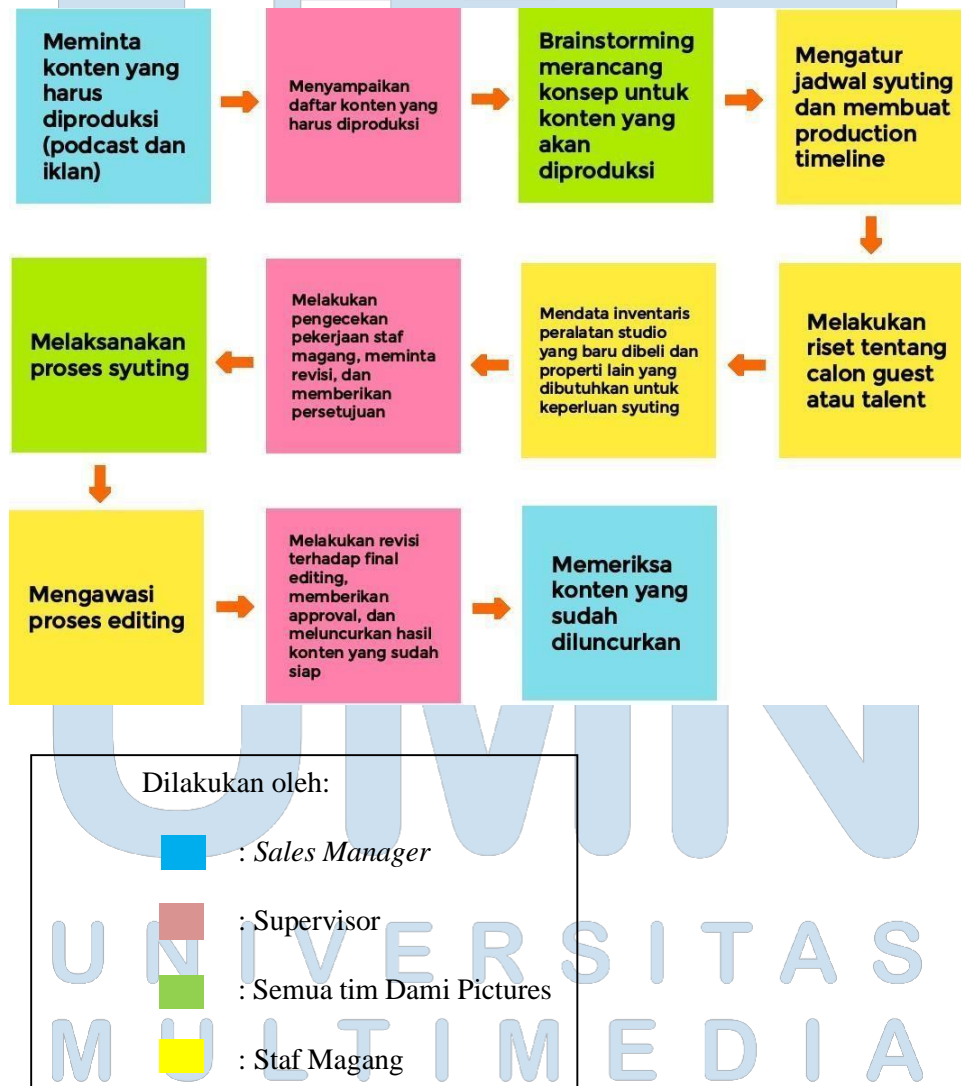 Meminta
konten yang
harus
diproduksi
(podcast dan
iklan)
Menyampaikan
daftar konten yang
harus diproduksi
Brainstorming
merancang
konsep untuk
konten yang
akan
diproduksi
Mengatur
jadwal syuting
dan membuat
production
timeline
Melakukan
riset tentang
calon guest
atau talent
Mendata inventaris
peralatan studio
yang baru dibeli dan
properti lain yang
dibutuhkan untuk
keperluan syuting
Melakukan
pengecekan
pekerjaan staf
magang, meminta
revisi, dan
memberikan
persetujuan
Melaksanakan
proses syuting
Mengawasi
proses editing
Melakukan revisi
terhadap final
editing,
memberikan
approval, dan
meluncurkan hasil
konten yang sudah
siap
Memeriksa
konten yang
sudah
diluncurkan
UMN
Dilakukan oleh:
: Sales Manager
: Supervisor
: Semua tim Dami Pictures
: Staf Magang
UNIVERSITAS
MULTIMEDIA